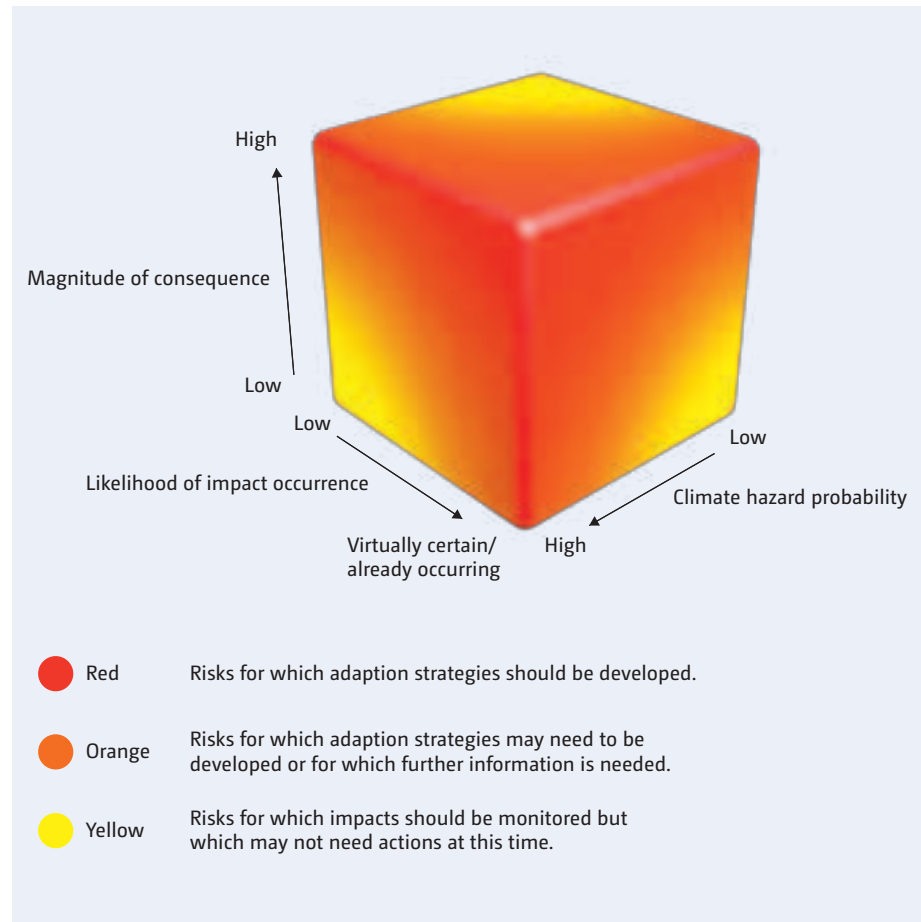 High
Magnitude of consequence
Low
Low
Likelihood of impact occurrence
Virtually certain/
already occurring
High
Low
Climate hazard probability
Red
Risks for which adaption strategies should be developed.
Orange
Risks for which adaption strategies may need to be
developed or for which further information is needed.
Yellow
Risks for which impacts should be monitored but
which may not need actions at this time.